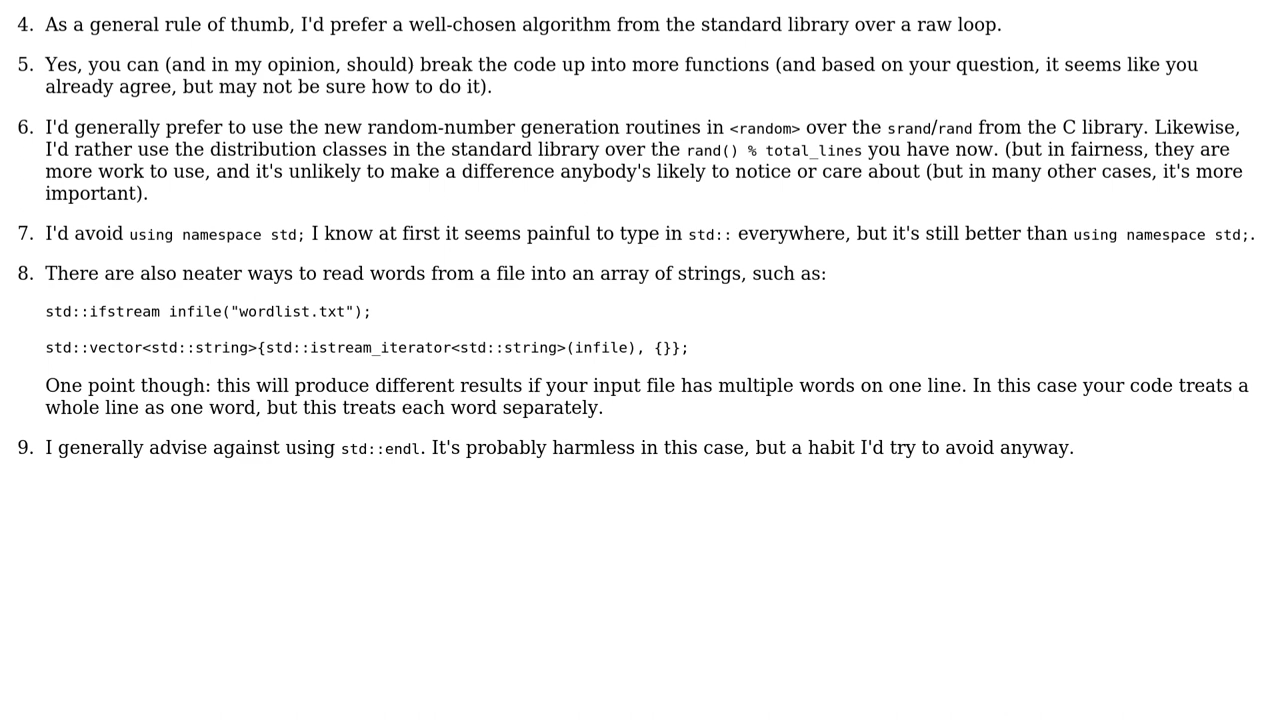 4. As a general rule of thumb, I'd prefer a well-chosen algorithm from the standard library over a raw loop.
5. Yes, you can (and in my opinion, should) break the code up into more functions (and based on your question, it seems like you
already agree, but may not be sure how to do it).
6. I'd generally prefer to use the new random-number generation routines in <random> over the srand/rand from the C library. Likewise,
I'd rather use the distribution classes in the standard library over the rand() % total_lines you have now. (but in fairness, they are
more work to use, and it's unlikely to make a difference anybody's likely to notice or care about (but in many other cases, it's more
important).
7. I'd avoid using namespace std; I know at first it seems painful to type in std:: everywhere, but it's still better than using namespace std;.
8. There are also neater ways to read words from a file into an array of strings, such as:
std::ifstream infile("wordlist.txt");
std::vector<std::string>{std::istream_iterator<std::string>(infile), {}};
One point though: this will produce different results if your input file has multiple words on one line. In this case your code treats a
whole line as one word, but this treats each word separately.
9. I generally advise against using std::endl. It's probably harmless in this case, but a habit I'd try to avoid anyway.